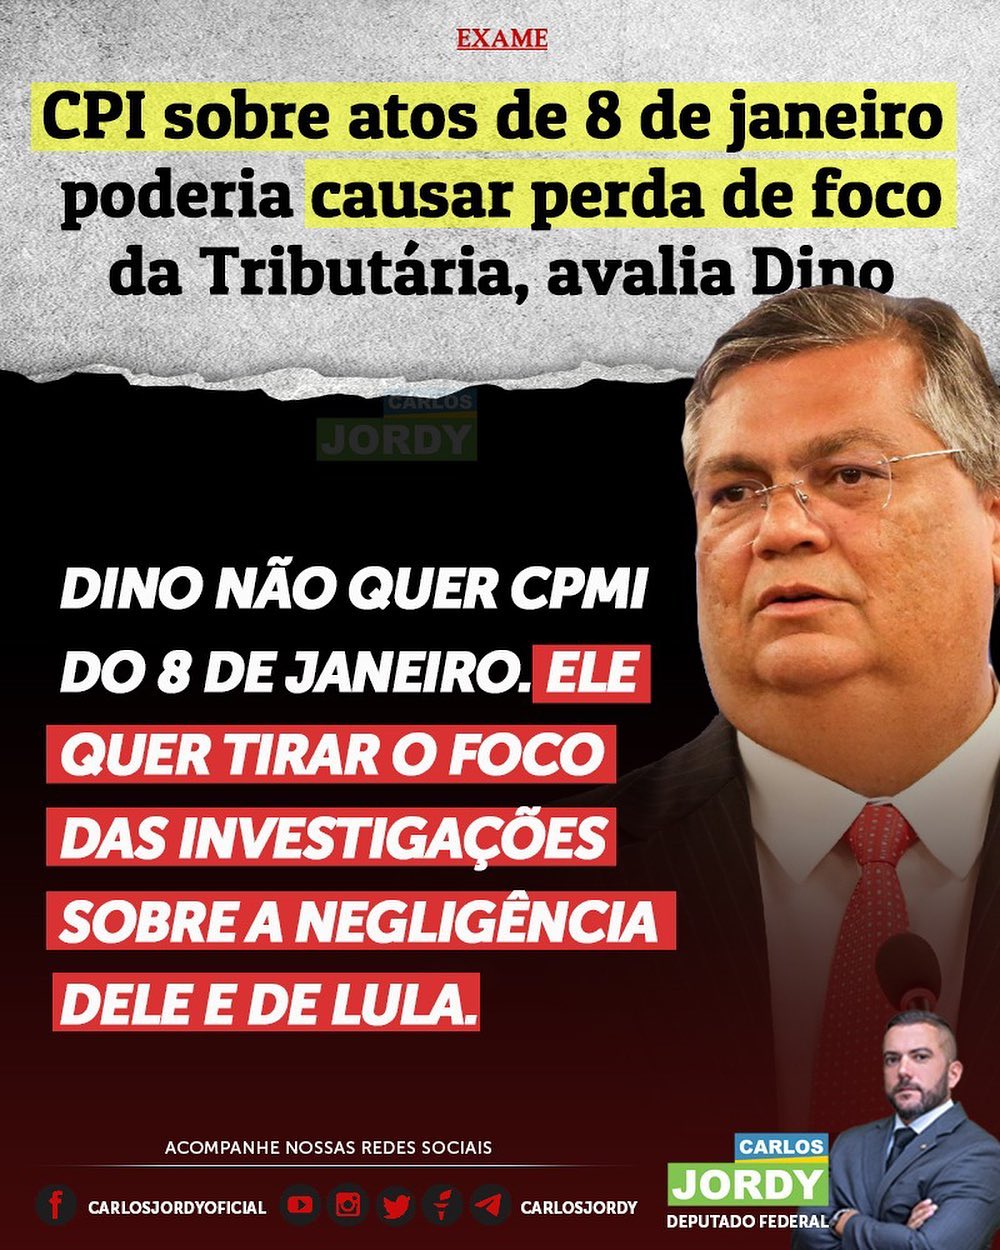 EXAME
CPI sobre atos de 8 de janeiro
poderia causar perda de foco
da Tributária, avalia Dino
CARLOS
JORDY
DINO NÃO QUER CPMI
DO 8 DE JANEIRO. ELE
QUER TIRAR O FOCO
DAS INVESTIGAÇÕES
SOBRE A NEGLIGÊNCIA
DELE E DE LULA.
ACOMPANHE NOSSAS REDES SOCIAIS
CARLOSJORDYOFICIAL CARLOSJORDY
CARLOS
JORDY
DEPUTADO FEDERAL